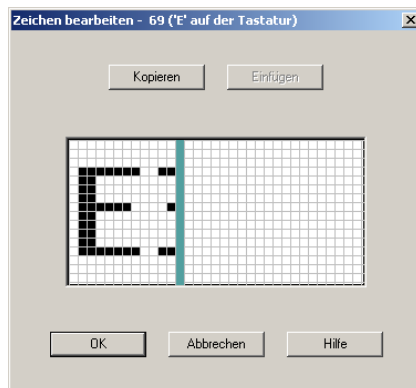 Zeichen bearbeiten - 69 ('E' auf der Tastatur)
Kopieren Einfügen
E
OK Abbrechen Hilfe